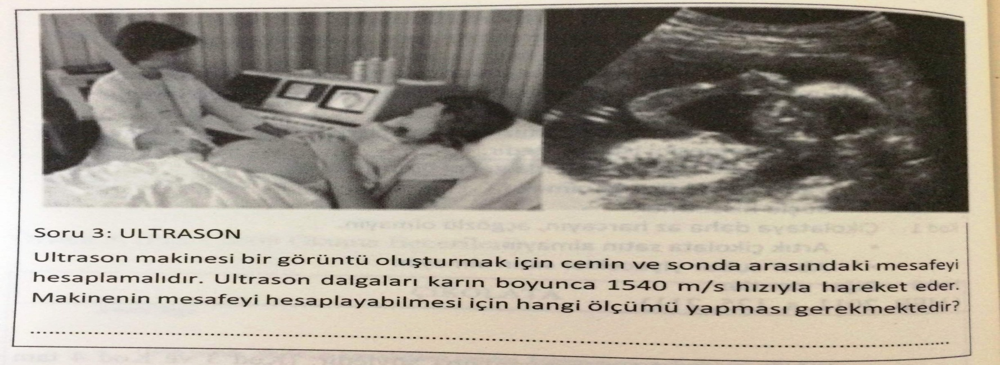 Soru 3: ULTRASON
Ultrason makinesi bir görüntü oluşturmak için cenin ve sonda arasındaki mesafeyi
hesaplamalıdır. Ultrason dalgaları karın boyunca 1540 m/s hızıyla hareket eder.
Makinenin mesafeyi hesaplayabilmesi için hangi ölçümü yapması gerekmektedir?